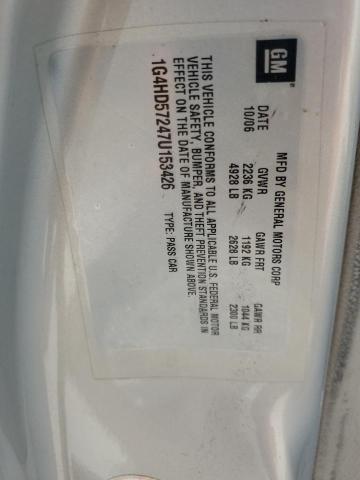 GM
MFD BY GENERAL MOTORS CORP
DATE GVWR GAWR FRT GAWR RR
10/06 2236 KG 1192 KG 1044 KG
4928 LB 2628 LB 2300 LB
THIS VEHICLE CONFORMS TO ALL APPLICABLE U.S. FEDERAL MOTOR
VEHICLE SAFETY, BUMPER, AND THEFT PREVENTION STANDARDS IN
EFFECT ON THE DATE OF MANUFACTURE SHOWN ABOVE.
1G4HD57247U153426 TYPE: PASS CAR